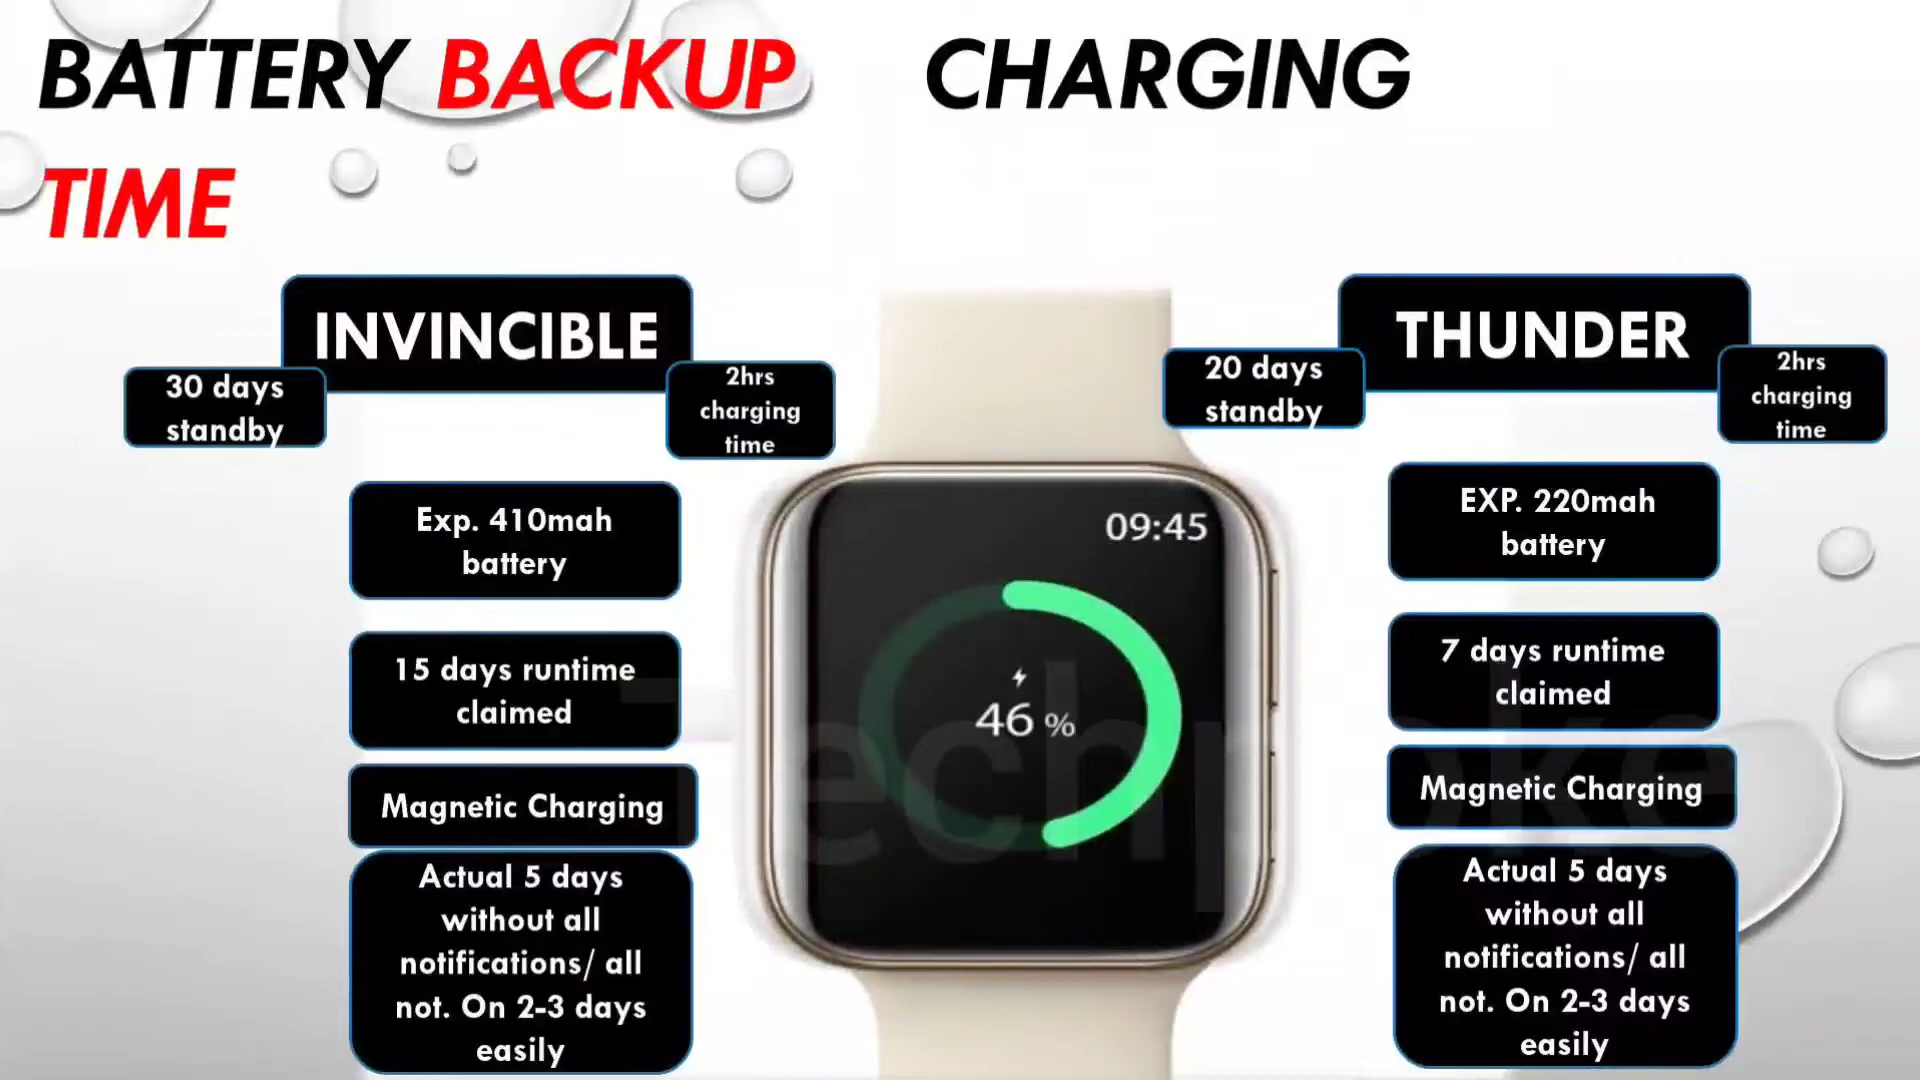 BATTERY BACKUP CHARGING
TIME
INVINCIBLE
30 days
standby
2hrs
charging
time
Exp. 410mah
battery
15 days runtime
claimed
Magnetic Charging
Actual 5 days
without all
notifications/ all
not. On 2-3 days
easily
09:45
46 %
Techpoke
THUNDER
20 days
standby
2hrs
charging
time
EXP. 220mah
battery
7 days runtime
claimed
Magnetic Charging
Actual 5 days
without all
notifications/ all
not. On 2-3 days
easily